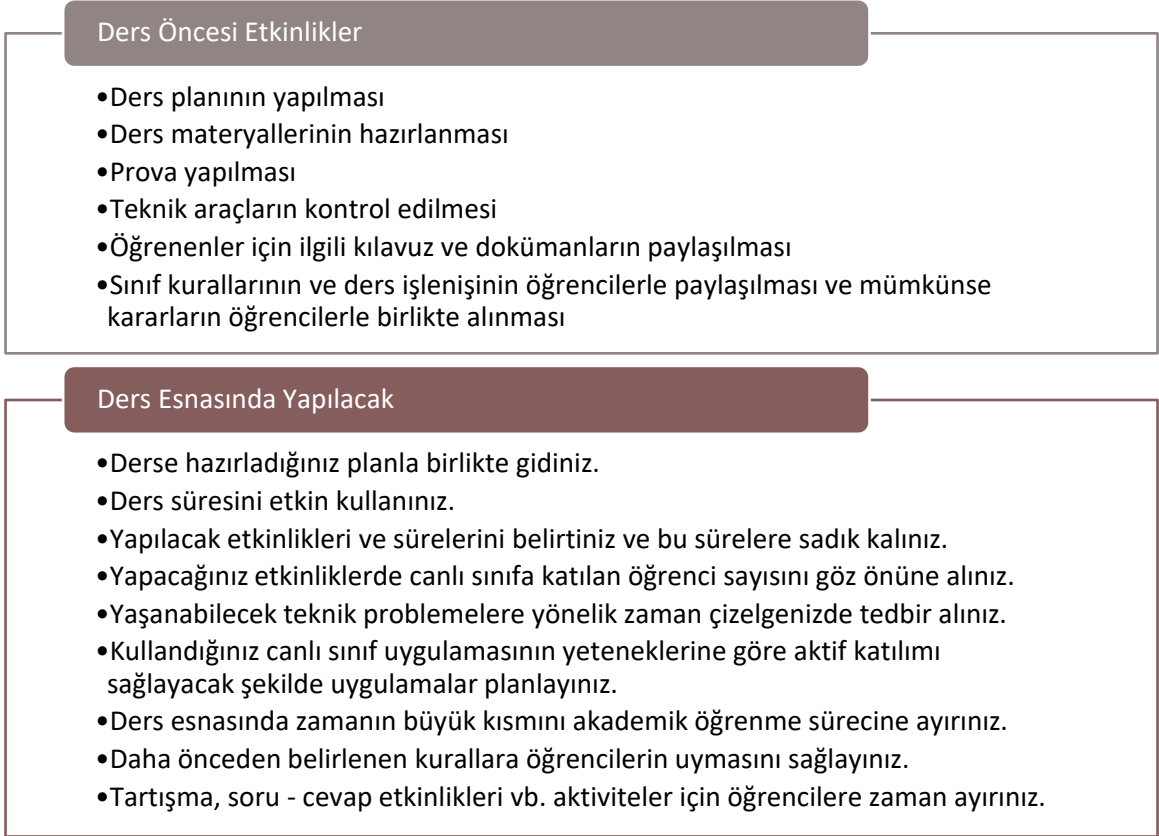 Ders Öncesi Etkinlikler
•Ders planının yapılması
•Ders materyallerinin hazırlanması
•Prova yapılması
•Teknik araçların kontrol edilmesi
•Öğrenenler için ilgili kılavuz ve dokümanların paylaşılması
•Sınıf kurallarının ve ders işlenişinin öğrencilerle paylaşılması ve mümkünse
kararların öğrencilerle birlikte alınması
Ders Esnasında Yapılacak
•Derse hazırladığınız planla birlikte gidiniz.
•Ders süresini etkin kullanınız.
•Yapılacak etkinlikleri ve sürelerini belirtiniz ve bu sürelere sadık kalınız.
•Yapacağınız etkinliklerde canlı sınıfa katılan öğrenci sayısını göz önüne alınız.
•Yaşanabilecek teknik problemelere yönelik zaman çizelgenizde tedbir alınız.
•Kullandığınız canlı sınıf uygulamasının yeteneklerine göre aktif katılımı
sağlayacak şekilde uygulamalar planlayınız.
•Ders esnasında zamanın büyük kısmını akademik öğrenme sürecine ayırınız.
•Daha önceden belirlenen kurallara öğrencilerin uymasını sağlayınız.
•Tartışma, soru - cevap etkinlikleri vb. aktiviteler için öğrencilere zaman ayırınız.